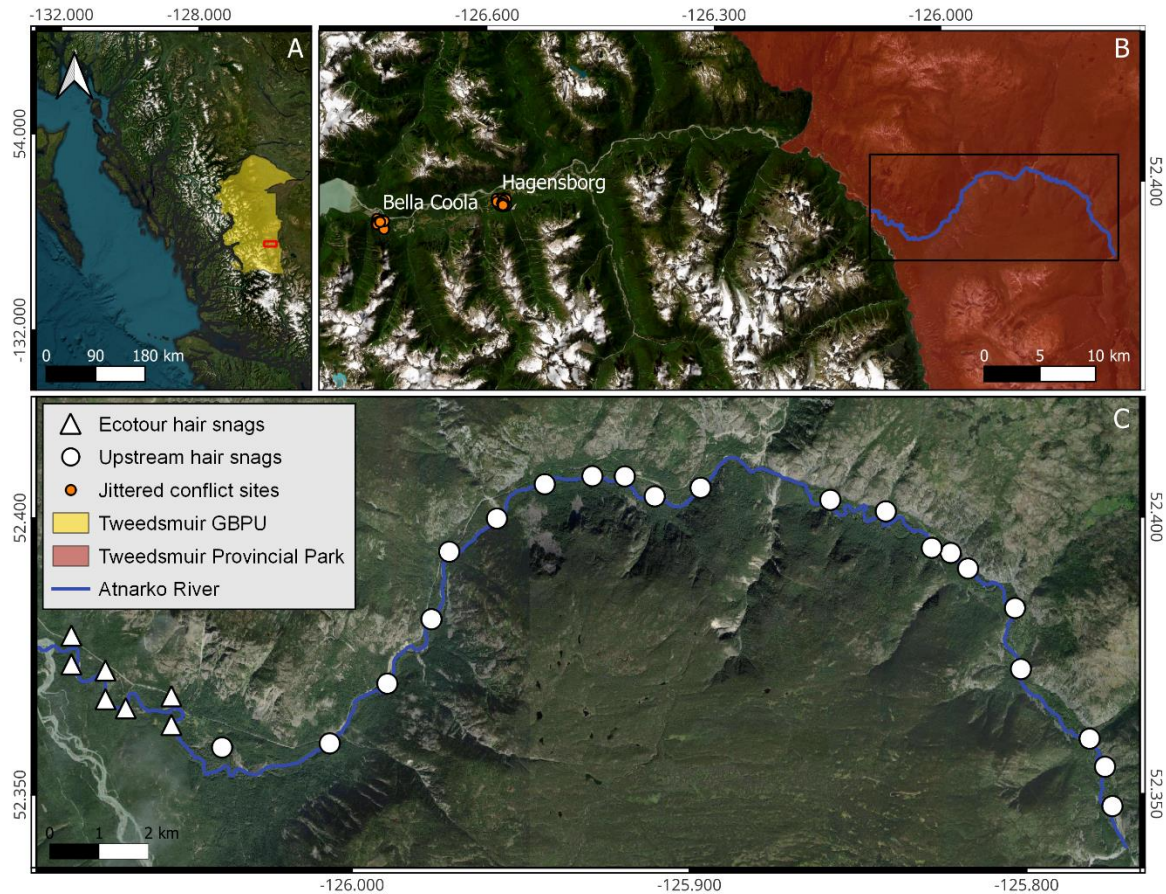 -132.000
-128.000
A
54.000
-132.000
0 90 180 km
-126.600
-126.300
-126.000
B
Hagensborg
Bella Coola
52.400
0 5 10 km
C
Ecotour hair snags
Upstream hair snags
Jittered conflict sites
Tweedsmuir GBPU
Tweedsmuir Provincial Park
Atnarko River
52.400
52.400
52.350
52.350
0 1 2 km
-126.000
-125.900
-125.800